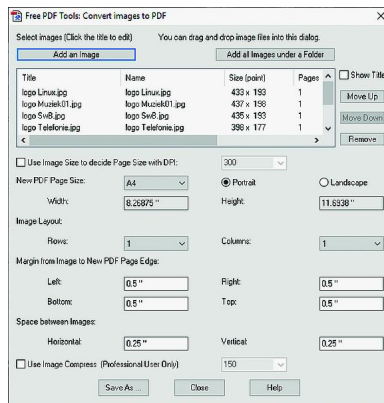 Free PDF Tools: Convert images to PDF
Select images (Click the title to edit) You can drag and drop image files into this dialog.
Add an Image Add all Images under a Folder
Title Name Size (point) Pages Show Title
logo Linux.jpg logo Linux.jpg 433 x 193 1
logo Muziek01.jpg logo Muziek01.jpg 437 x 198 1 Move Up
logo SwB.jpg logo SwB.jpg 435 x 193 1 Move Down
logo Telefonie.jpg logo Telefonie.jpg 398 x 177 1
Remove
Use Image Size to decide Page Size with DPI: 300
New PDF Page Size: A4 Portrait Landscape
Width: 8.26875 " Height: 11.6938 "
Image Layout:
Rows: 1 Columns: 1
Margin from Image to New PDF Page Edge:
Left: 0.5 " Right: 0.5 "
Bottom: 0.5 " Top: 0.5 "
Space between Images:
Horizontal: 0.25 " Vertical: 0.25 "
Use Image Compress (Professional User Only) 150
Save As ... Close Help